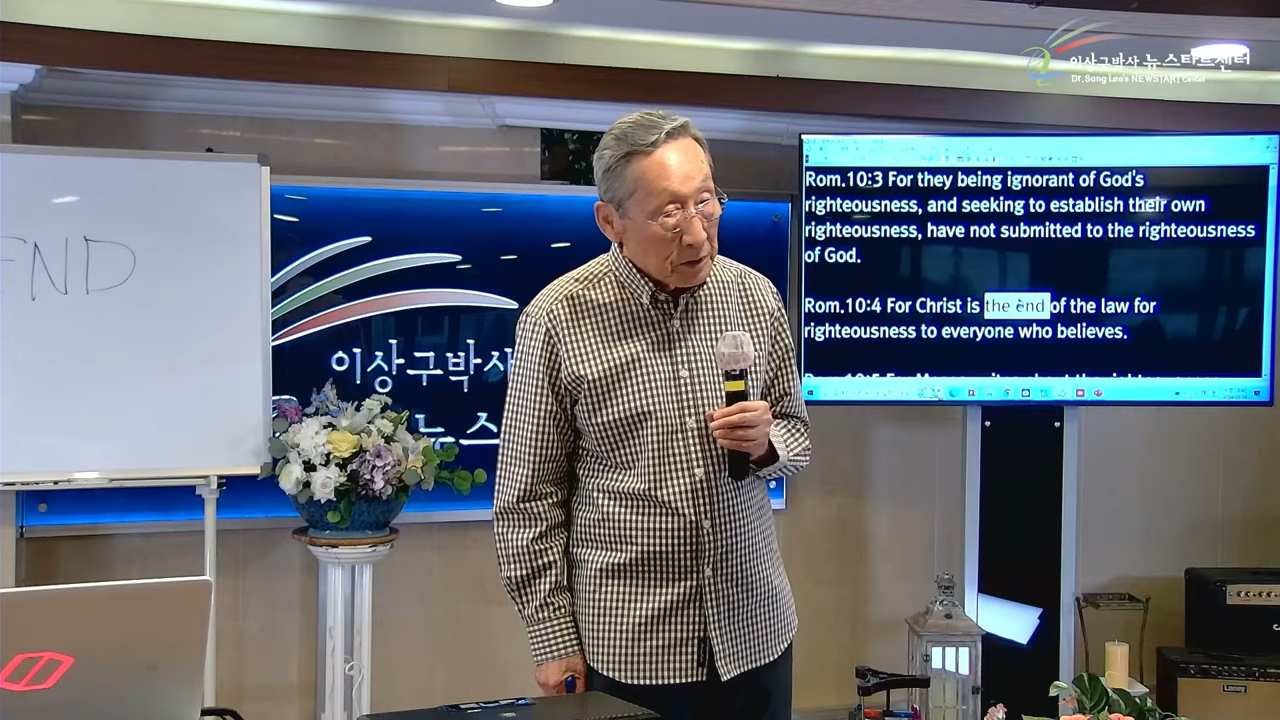 이상구박사 뉴스타트센터
Dr.Sang Lee's NEWSTART Center
END
이상구박사
뉴스
Rom.10:3 For they being ignorant of God's
righteousness, and seeking to establish their own
righteousness, have not submitted to the righteousness
of God.
Rom.10:4 For Christ is the end of the law for
righteousness to everyone who believes.
Laney